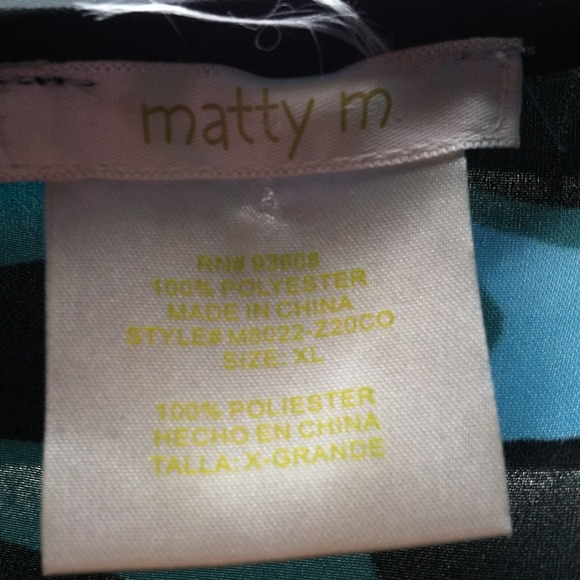 matty m
RN# 93608
100% POLYESTER
MADE IN CHINA
STYLE# M8022-Z20CO
SIZE: XL
100% POLIESTER
HECHO EN CHINA
TALLA: X-GRANDE